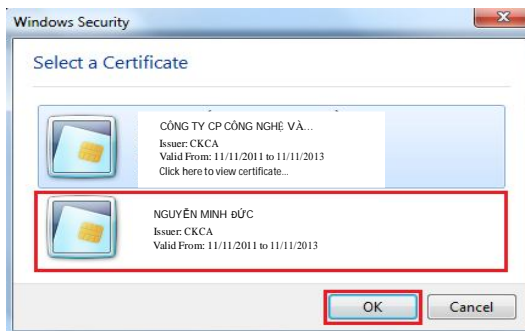 Windows Security
Select a Certificate
CÔNG TY CP CÔNG NGHỆ VÀ...
Issuer: CKCA
Valid From: 11/11/2011 to 11/11/2013
Click here to view certificate...
NGUYỄN MINH ĐỨC
Issuer: CKCA
Valid From: 11/11/2011 to 11/11/2013
OK
Cancel